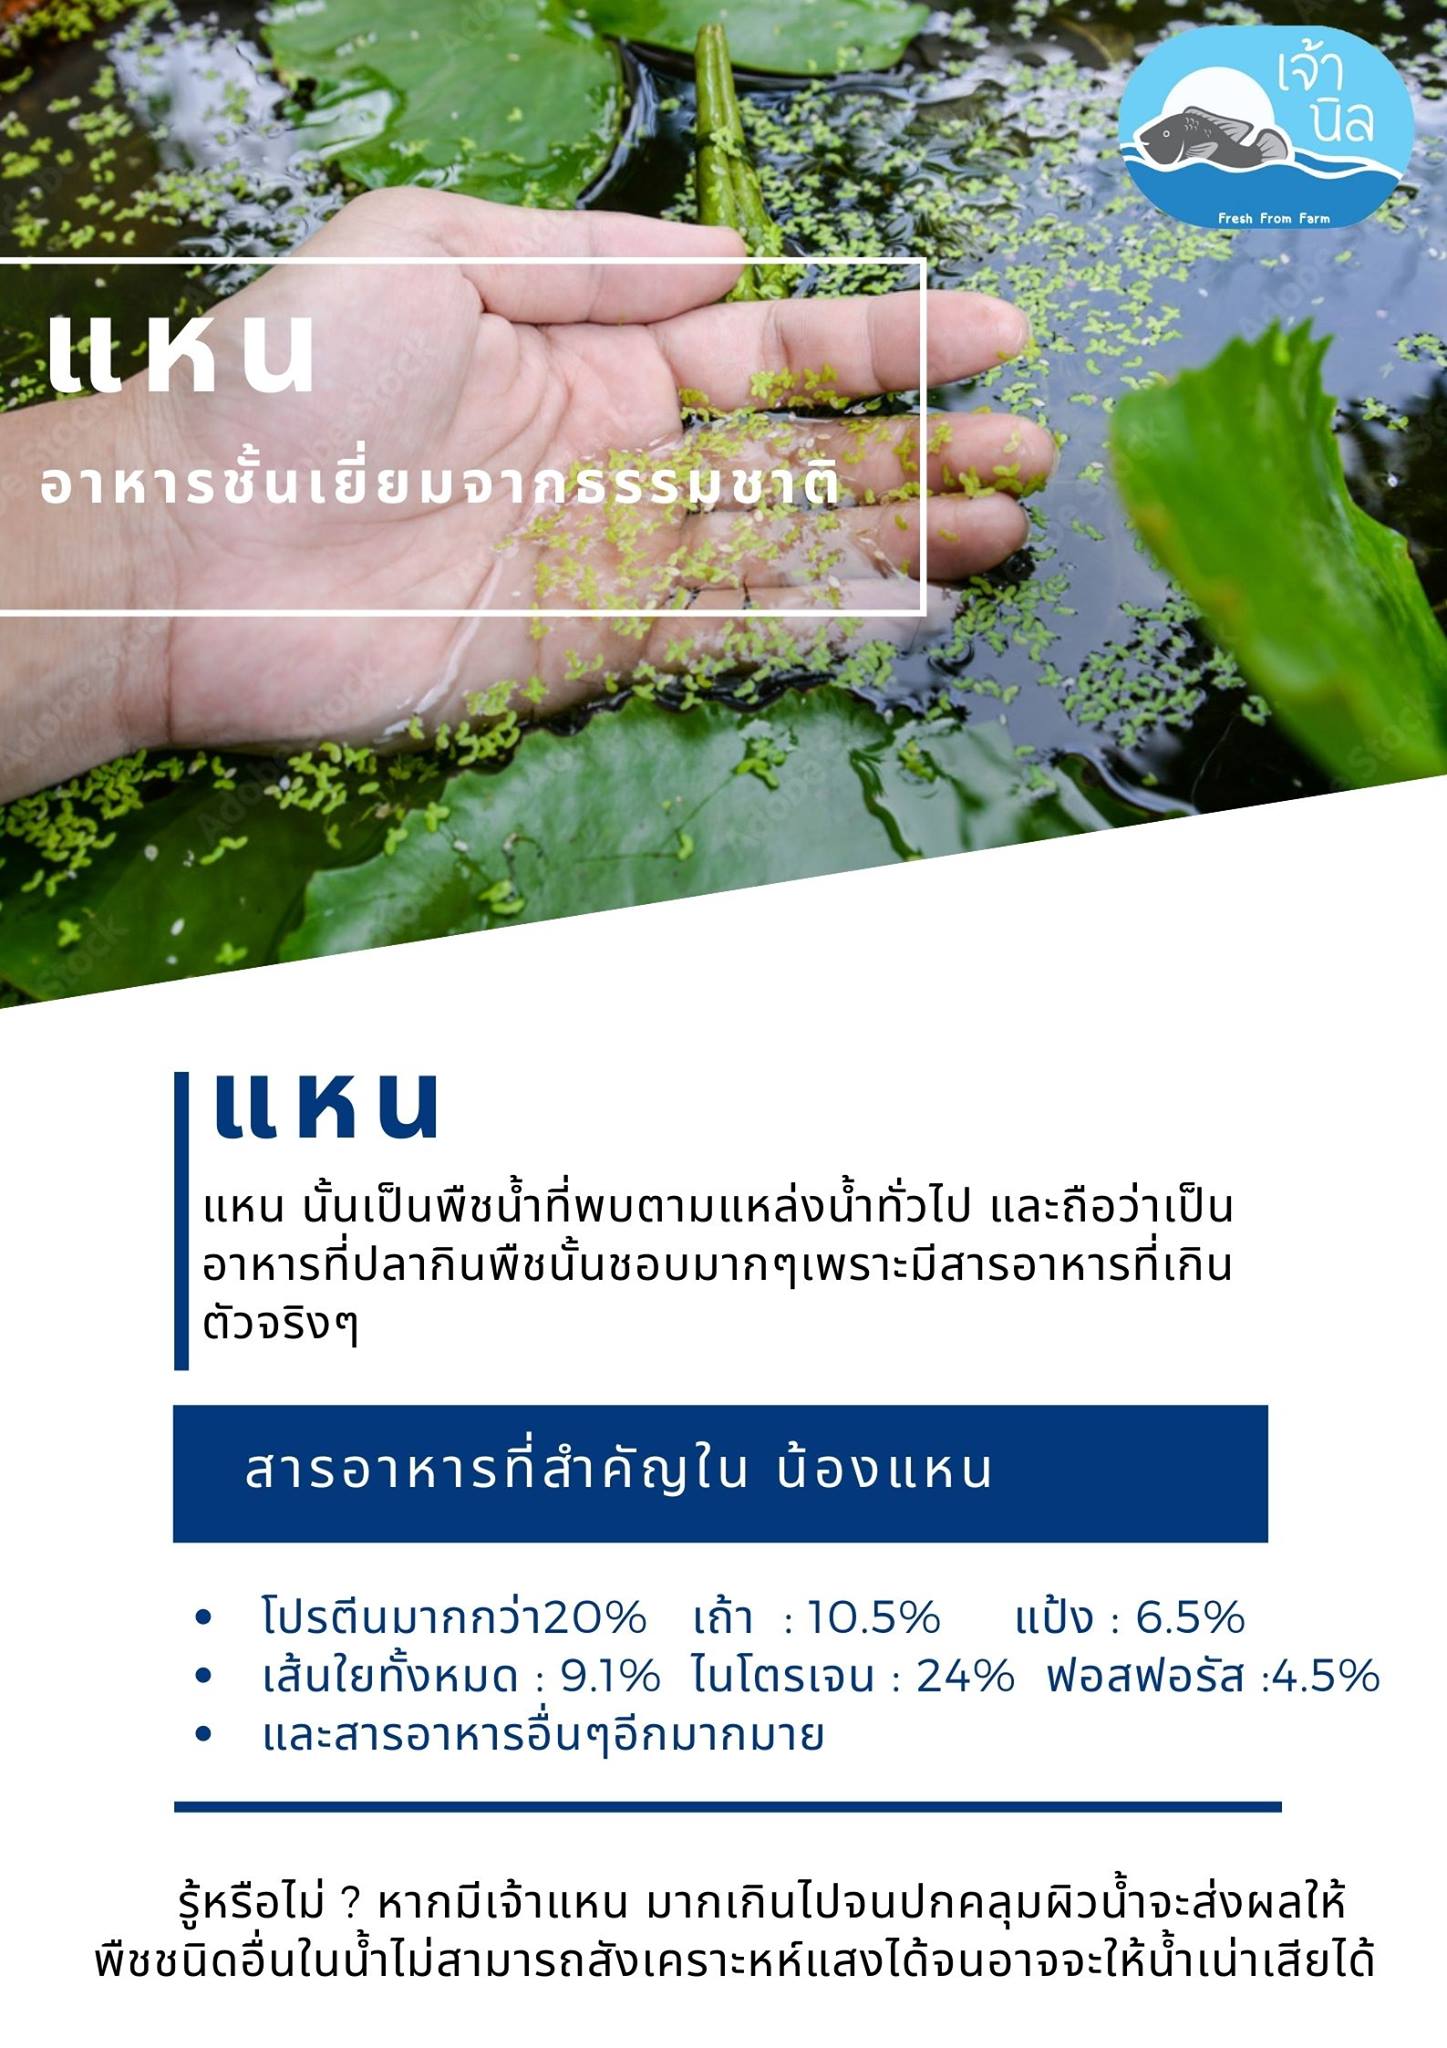 เจ้า
นิล
Fresh From Farm
แหน
อาหารชั้นเยี่ยมจากธรรมชาติ
แหน
แหน นั้นเป็นพืชน้ำที่พบตามแหล่งน้ำทั่วไป และถือว่าเป็น
อาหารที่ปลากินพืชนั้นชอบมากๆเพราะมีสารอาหารที่เกิน
ตัวจริงๆ
สารอาหารที่สำคัญใน น้องแหน
• โปรตีนมากกว่า20% เถ้า : 10.5% แป้ง : 6.5%
• เส้นใยทั้งหมด : 9.1% ไนโตรเจน : 24% ฟอสฟอรัส :4.5%
• และสารอาหารอื่นๆอีกมากมาย
รู้หรือไม่ ? หากมีเจ้าแหน มากเกินไปจนปกคลุมผิวน้ำจะส่งผลให้
พืชชนิดอื่นในน้ำไม่สามารถสังเคราะหห์แสงได้จนอาจจะให้น้ำเน่าเสียได้